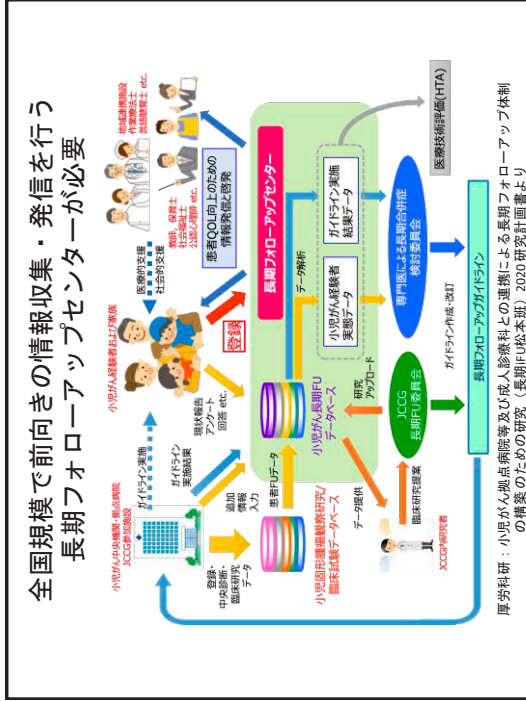 全国規模で前向きの情報収集・発信を行う
長期フォローアップセンターが必要
小児がん中央機関・拠点病院
JCCG参加施設
ガイドライン実施
ガイドライン
実施結果
小児がん経験者および家族
医療的支援
社会的支援
地域連携施設
作業療法士
言語聴覚士 etc.
教師、保育士
社会福祉士
公認心理師 etc.
患者QOL向上のための
情報発信と啓発
登録・
中央診断・
臨床研究
データ
追加
情報
入力
現状報告
アンケート
回答 etc.
登録
長期フォローアップセンター
患者FUデータ
データ解析
小児固形腫瘍観察研究/
臨床試験データベース
小児がん長期FU
データベース
小児がん経験者
実態データ
ガイドライン実施
結果データ
データ提供
研究
アップロード
医療技術評価(HTA)
JCCG内研究者
臨床研究提案
JCCG
長期FU委員会
専門医による長期合併症
検討委員会
ガイドライン作成・改訂
長期フォローアップガイドライン
厚労科研：小児がん拠点病院等及び成人診療科との連携による長期フォローアップ体制
の構築のための研究（長期FU松本班）2020研究計画書より